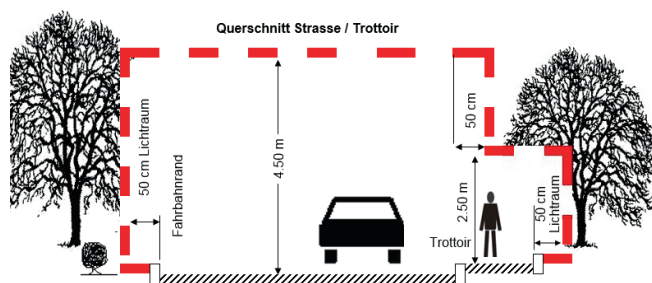 Querschnitt Strasse / Trottoir
50 cm Lichtraum
Fahrbahnrand
4.50 m
50 cm
2.50 m
Trottoir
50 cm
Lichtraum